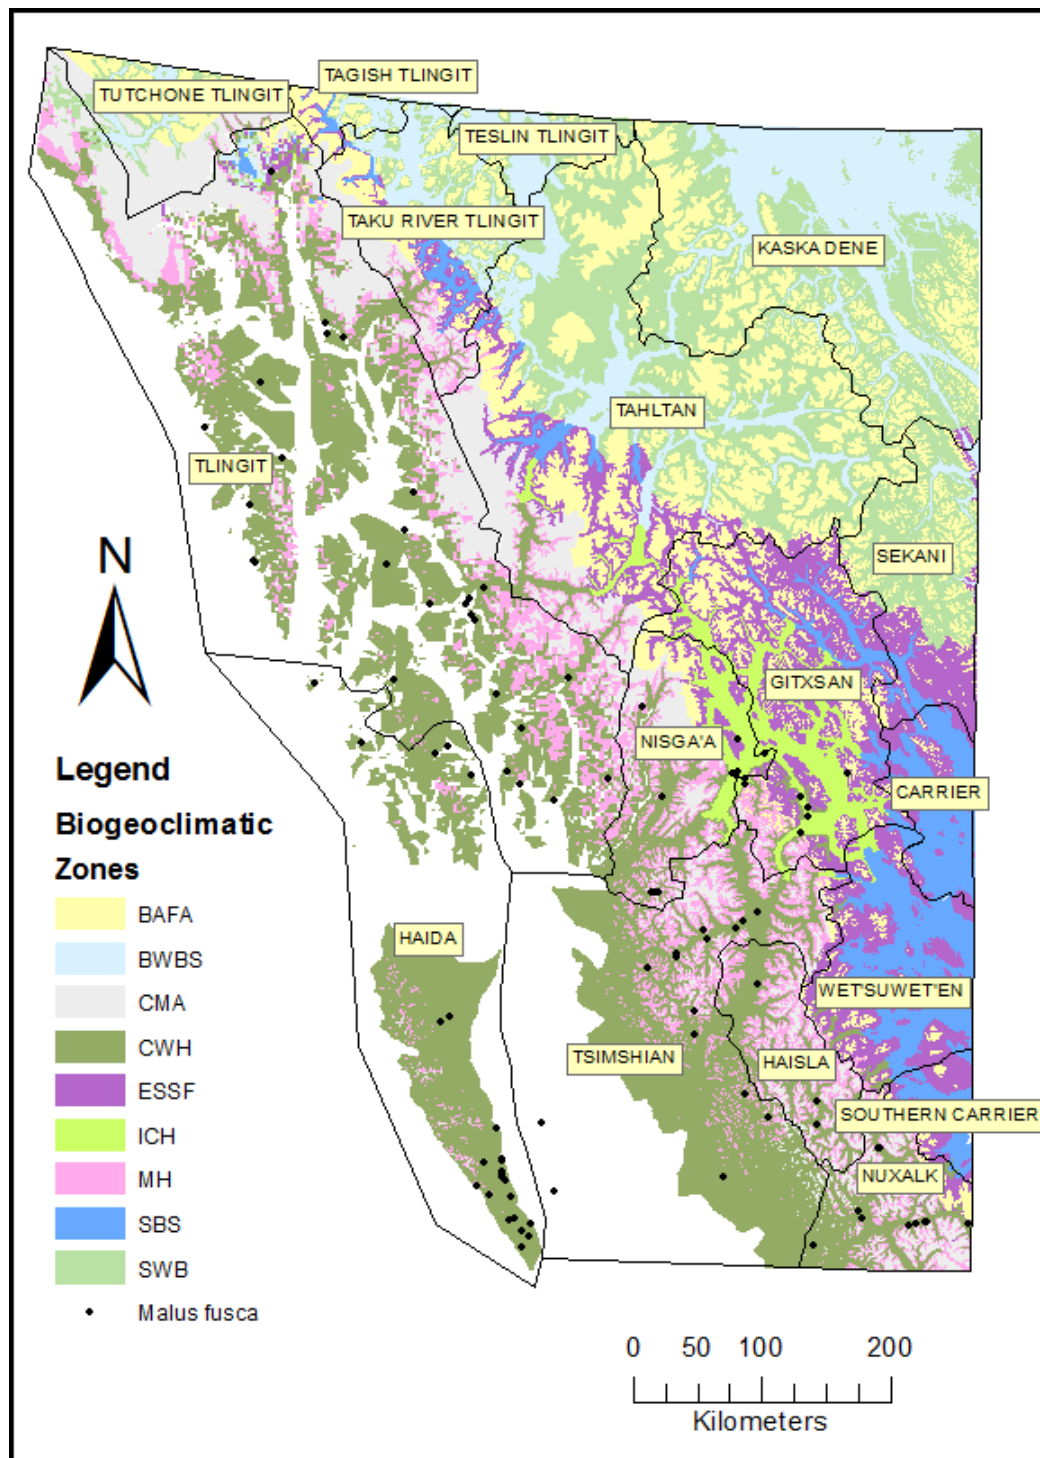 TAGISH TLINGIT
TUTCHONE TLINGIT
TESLIN TLINGIT
TAKU RIVER TLINGIT
KASKA DENE
TAHLTAN
TLINGIT
N
SEKANI
GITXSAN
NISGA'A
CARRIER
HAIDA
WET'SUWET'EN
TSIMSHIAN
HAISLA
SOUTHERN CARRIER
NUXALK
Legend
Biogeoclimatic
Zones
BAFA
BWBS
CMA
CWH
ESSF
ICH
MH
SBS
SWB
Malus fusca
0 50 100 200
Kilometers